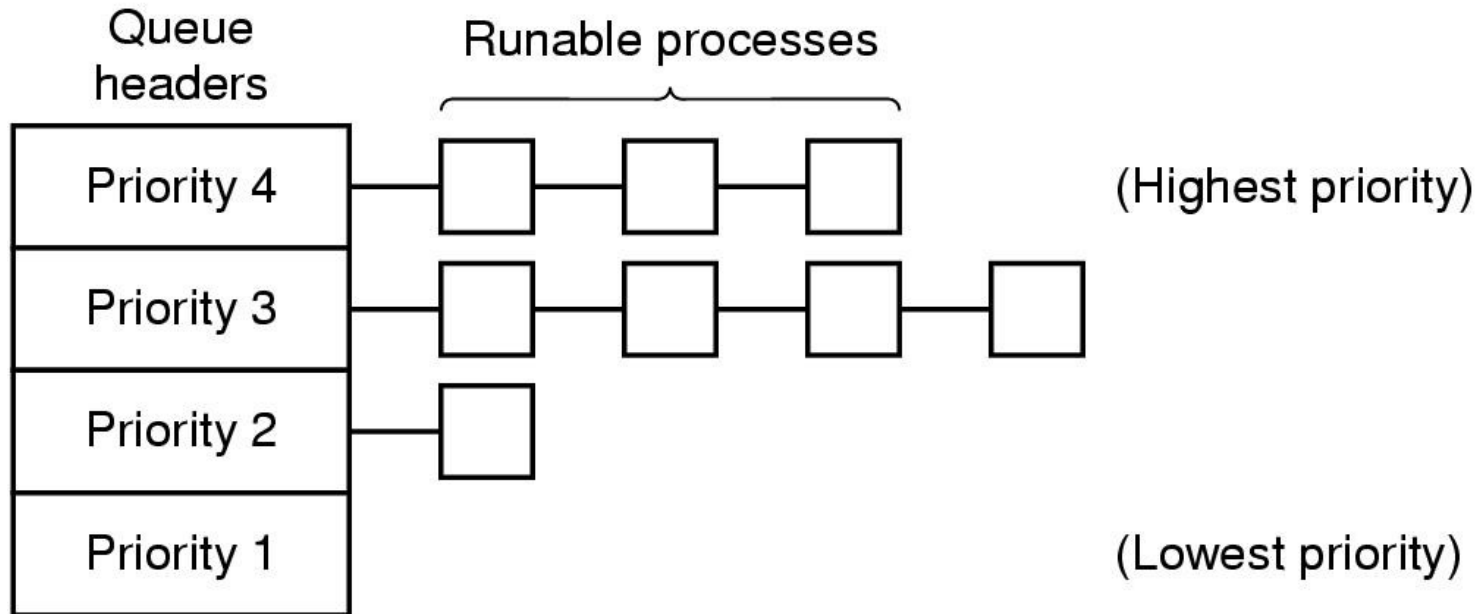 Queue
headers
Runable processes
Priority 4
(Highest priority)
Priority 3
Priority 2
Priority 1
(Lowest priority)